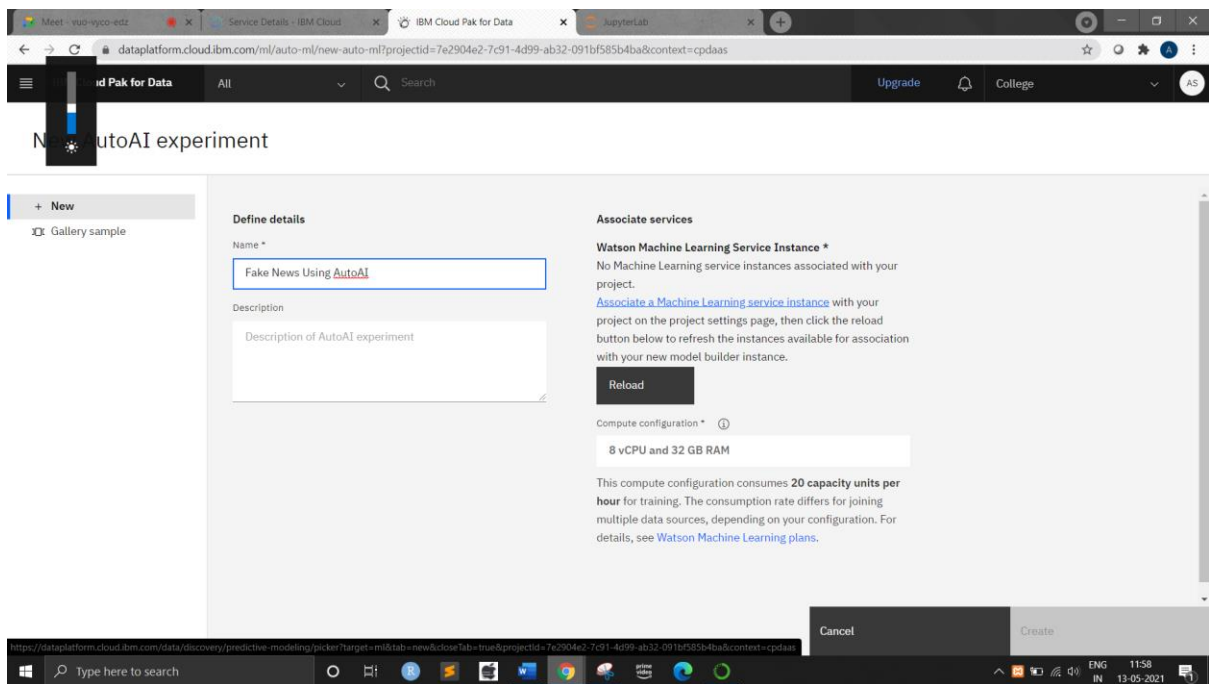 Meet - vuo-vyco-edz
Service Details - IBM Cloud
IBM Cloud Pak for Data
JupyterLab
A
dataplatform.cloud.ibm.com/ml/auto-ml/new-auto-ml?projectid=7e2904e2-7c91-4d99-ab32-091bf585b4ba&context=cpdaas
Pak for Data
All
Search
Upgrade
College
AS
utoAI experiment
+ New
Gallery sample
Define details
Name *
Fake News Using AutoAI
Description
Description of AutoAI experiment
Associate services
Watson Machine Learning Service Instance *
No Machine Learning service instances associated with your
project.
Associate a Machine Learning service instance with your
project on the project settings page, then click the reload
button below to refresh the instances available for association
with your new model builder instance.
Reload
Compute configuration *
8 vCPU and 32 GB RAM
This compute configuration consumes 20 capacity units per
hour for training. The consumption rate differs for joining
multiple data sources, depending on your configuration. For
details, see Watson Machine Learning plans.
Cancel
Create
https://dataplatform.cloud.ibm.com/data/discovery/predictive-modeling/picker?target=ml&tab=new&closeTab=true&projectid=7e2904e2-7c91-4d99-ab32-091bf585b4ba&context=cpdaas
Type here to search
prime video
ENG
IN
11:58
13-05-2021